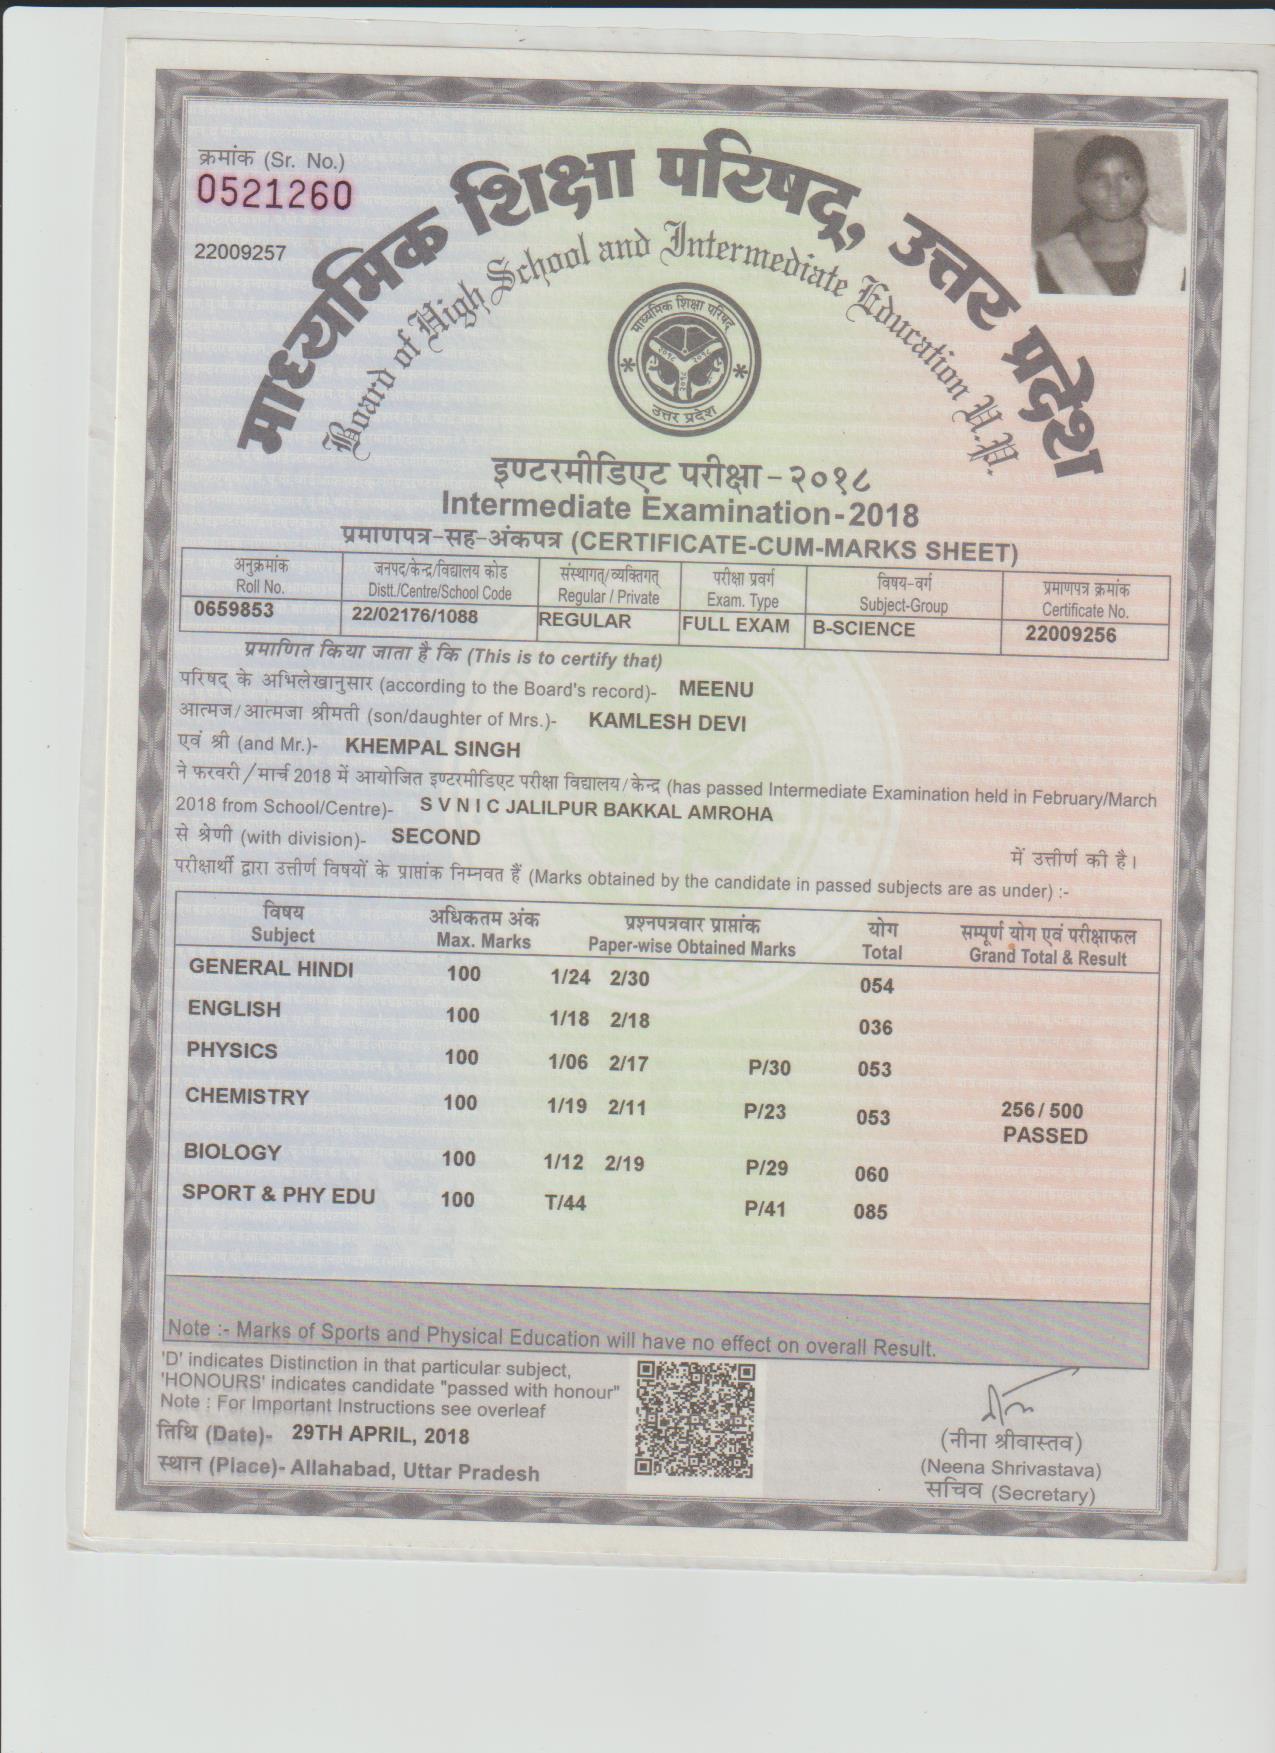 क्रमांक (Sr. No.)
0521260
22009257
माध्यमिक शिक्षा परिषद्, उत्तर प्रदेश
Board of High School and Intermediate Education U.P.
माध्यमिक शिक्षा परिषद्
२०१८ २०१८
२०१८
उत्तर प्रदेश
इण्टरमीडिएट परीक्षा-२०१८
Intermediate Examination-2018
प्रमाणपत्र-सह-अंकपत्र (CERTIFICATE-CUM-MARKS SHEET)
अनुक्रमांक जनपद/केन्द्र/विद्यालय कोड संस्थागत/व्यक्तिगत् परीक्षा प्रवर्ग विषय-वर्ग प्रमाणपत्र क्रमांक
Roll No. Distt./Centre/School Code Regular / Private Exam. Type Subject-Group Certificate No.
0659853 22/02176/1088 REGULAR FULL EXAM B-SCIENCE 22009256
प्रमाणित किया जाता है कि (This is to certify that)
परिषद् के अभिलेखानुसार (according to the Board's record)- MEENU
आत्मज/आत्मजा श्रीमती (son/daughter of Mrs.)- KAMLESH DEVI
एवं श्री (and Mr.)- KHEMPAL SINGH
ने फरवरी/मार्च 2018 में आयोजित इण्टरमीडिएट परीक्षा विद्यालय/केन्द्र (has passed Intermediate Examination held in February/March
2018 from School/Centre)- S V N I C JALILPUR BAKKAL AMROHA
से श्रेणी (with division)- SECOND में उत्तीर्ण की है।
परीक्षार्थी द्वारा उत्तीर्ण विषयों के प्राप्तांक निम्नवत हैं (Marks obtained by the candidate in passed subjects are as under) :-
विषय अधिकतम अंक प्रश्नपत्रवार प्राप्तांक योग सम्पूर्ण योग एवं परीक्षाफल
Subject Max. Marks Paper-wise Obtained Marks Total Grand Total & Result
GENERAL HINDI 100 1/24 2/30 054
ENGLISH 100 1/18 2/18 036
PHYSICS 100 1/06 2/17 P/30 053
CHEMISTRY 100 1/19 2/11 P/23 053 256/500
PASSED
BIOLOGY 100 1/12 2/19 P/29 060
SPORT & PHY EDU 100 T/44 P/41 085
Note :- Marks of Sports and Physical Education will have no effect on overall Result.
'D' indicates Distinction in that particular subject,
'HONOURS' indicates candidate "passed with honour"
Note : For Important Instructions see overleaf
तिथि (Date)- 29TH APRIL, 2018
स्थान (Place)- Allahabad, Uttar Pradesh
(नीना श्रीवास्तव)
(Neena Shrivastava)
सचिव (Secretary)